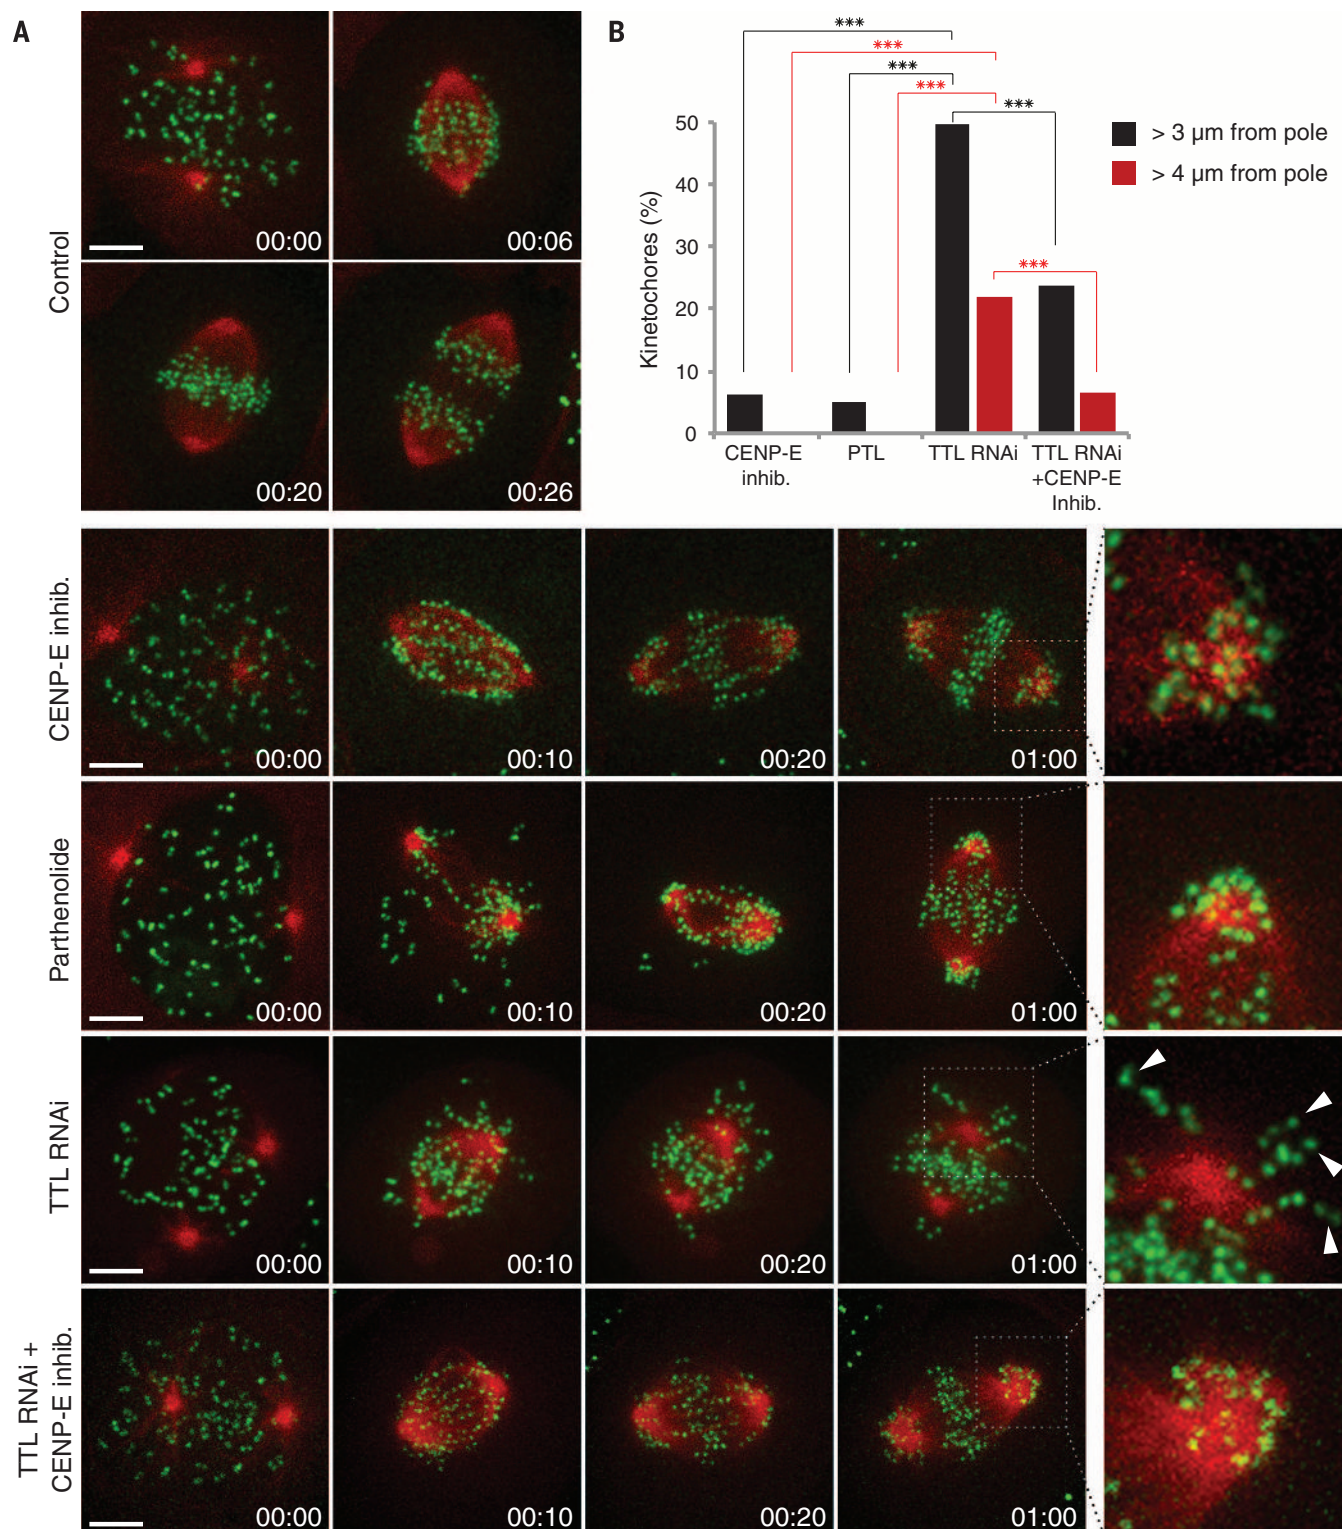 A
B
Control
00:00
00:06
00:20
00:26
***
***
***
***
***
***
Kinetochores (%)
50
40
30
20
10
0
> 3 µm from pole
> 4 µm from pole
CENP-E
inhib.
PTL
TTL RNAi
TTL RNAi
+CENP-E
Inhib.
CENP-E inhib.
00:00
00:10
00:20
01:00
Parthenolide
00:00
00:10
00:20
01:00
TTL RNAi
00:00
00:10
00:20
01:00
TTL RNAi +
CENP-E inhib.
00:00
00:10
00:20
01:00